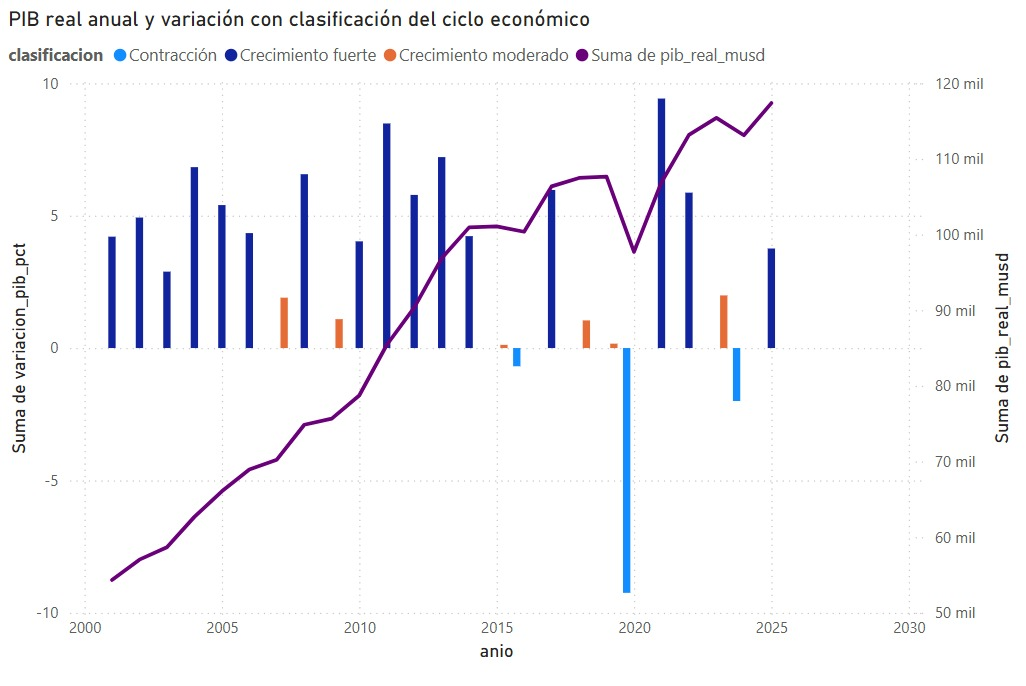 PIB real anual y variación con clasificación del ciclo económico
clasificacion Contracción Crecimiento fuerte Crecimiento moderado Suma de pib_real_musd
10
5
0
-5
-10
Suma de variacion_pib_pct
120 mil
110 mil
100 mil
90 mil
80 mil
70 mil
60 mil
50 mil
Suma de pib_real_musd
2000 2005 2010 2015 2020 2025 2030
anio